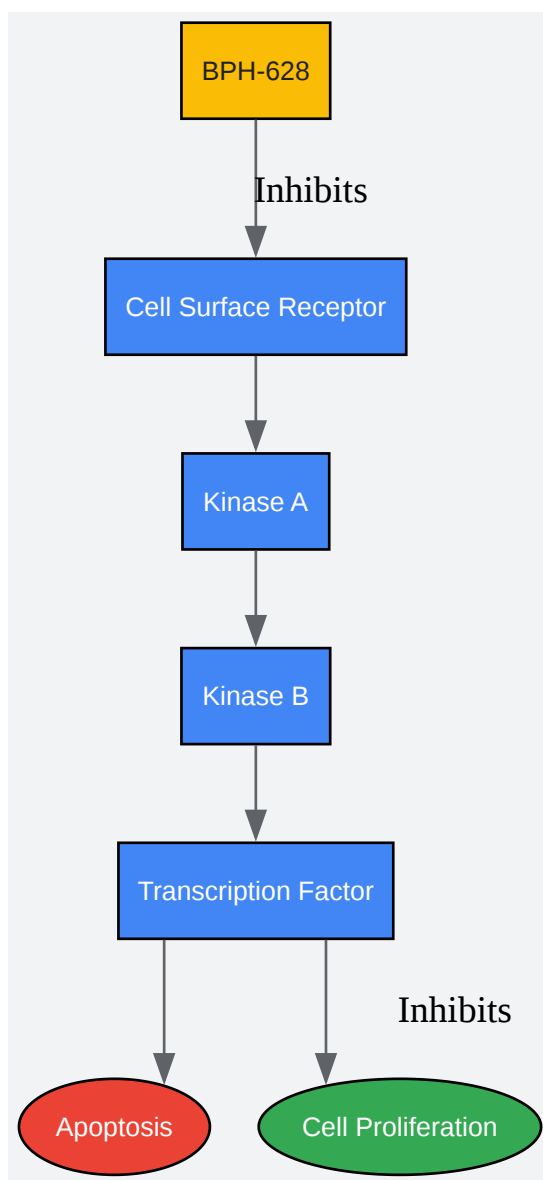 BPH-628
Inhibits
Cell Surface Receptor
Kinase A
Kinase B
Transcription Factor
Inhibits
Apoptosis
Cell Proliferation